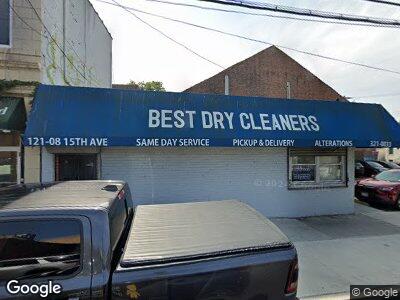 BEST DRY CLEANERS
121-08 15TH AVE SAME DAY SERVICE PICKUP & DELIVERY ALTERATIONS
Google
© Google